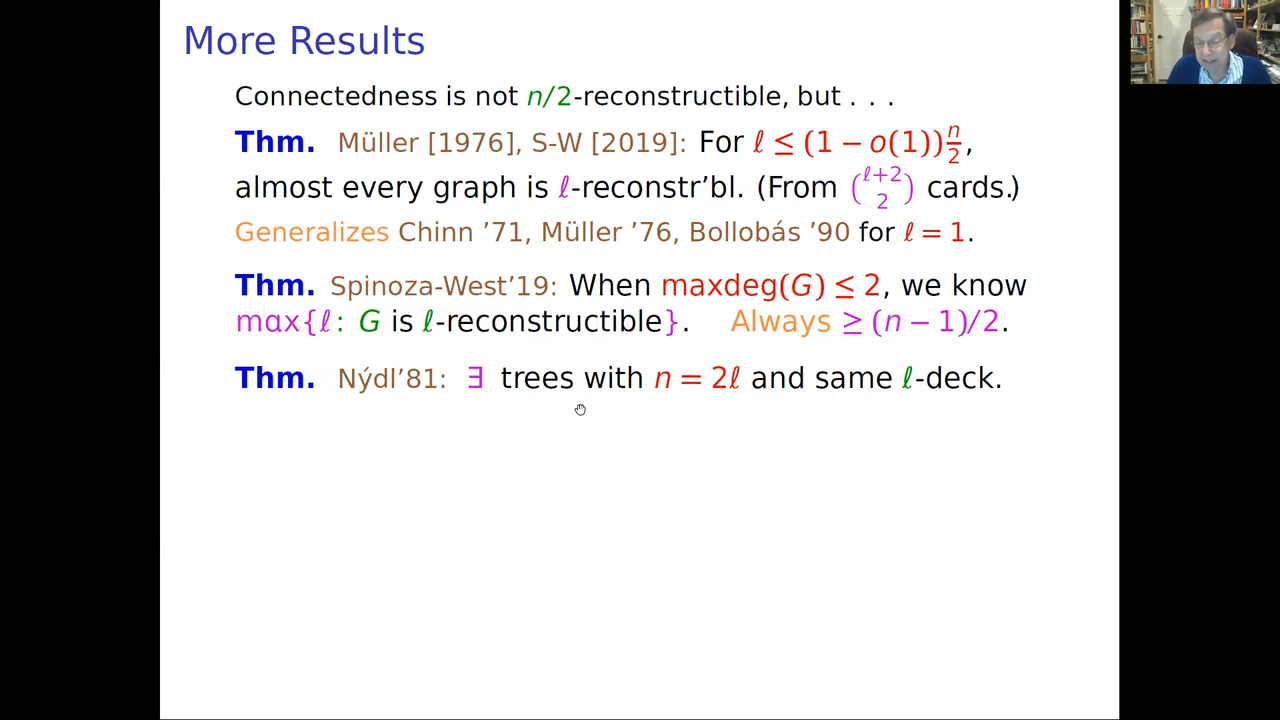 More Results
Connectedness is not n/2-reconstructible, but . . .
Thm. Müller [1976], S-W [2019]: For ℓ ≤ (1 − o(1))n/2,
almost every graph is ℓ-reconstr’bl. (From (ℓ+2 2) cards.)
Generalizes Chinn ’71, Müller ’76, Bollobás ’90 for ℓ = 1.
Thm. Spinoza-West’19: When maxdeg(G) ≤ 2, we know
max{ℓ: G is ℓ-reconstructible}. Always ≥ (n − 1)/2.
Thm. Nýdl’81: ∃ trees with n = 2ℓ and same ℓ-deck.